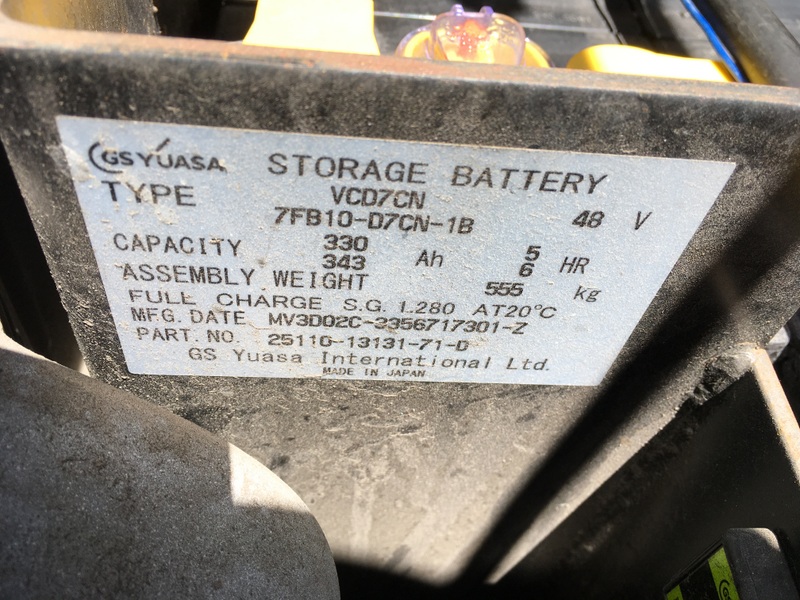 GS YUASA STORAGE BATTERY
TYPE VCD7CN
7FB10-D7CN-1B 48 V
CAPACITY 330 Ah 5 HR
343 6
ASSEMBLY WEIGHT 555 kg
FULL CHARGE S.G. 1.280 AT20°C
MFG. DATE MV3D02C-3356717301-Z
PART. NO. 25110-13131-71-D
GS Yuasa International Ltd.
MADE IN JAPAN